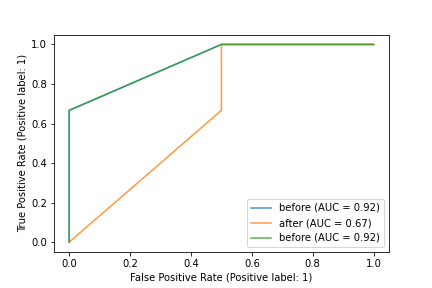 1.0
0.8
0.6
0.4
0.2
0.0
True Positive Rate (Positive label: 1)
before (AUC = 0.92)
after (AUC = 0.67)
before (AUC = 0.92)
0.0 0.2 0.4 0.6 0.8 1.0
False Positive Rate (Positive label: 1)